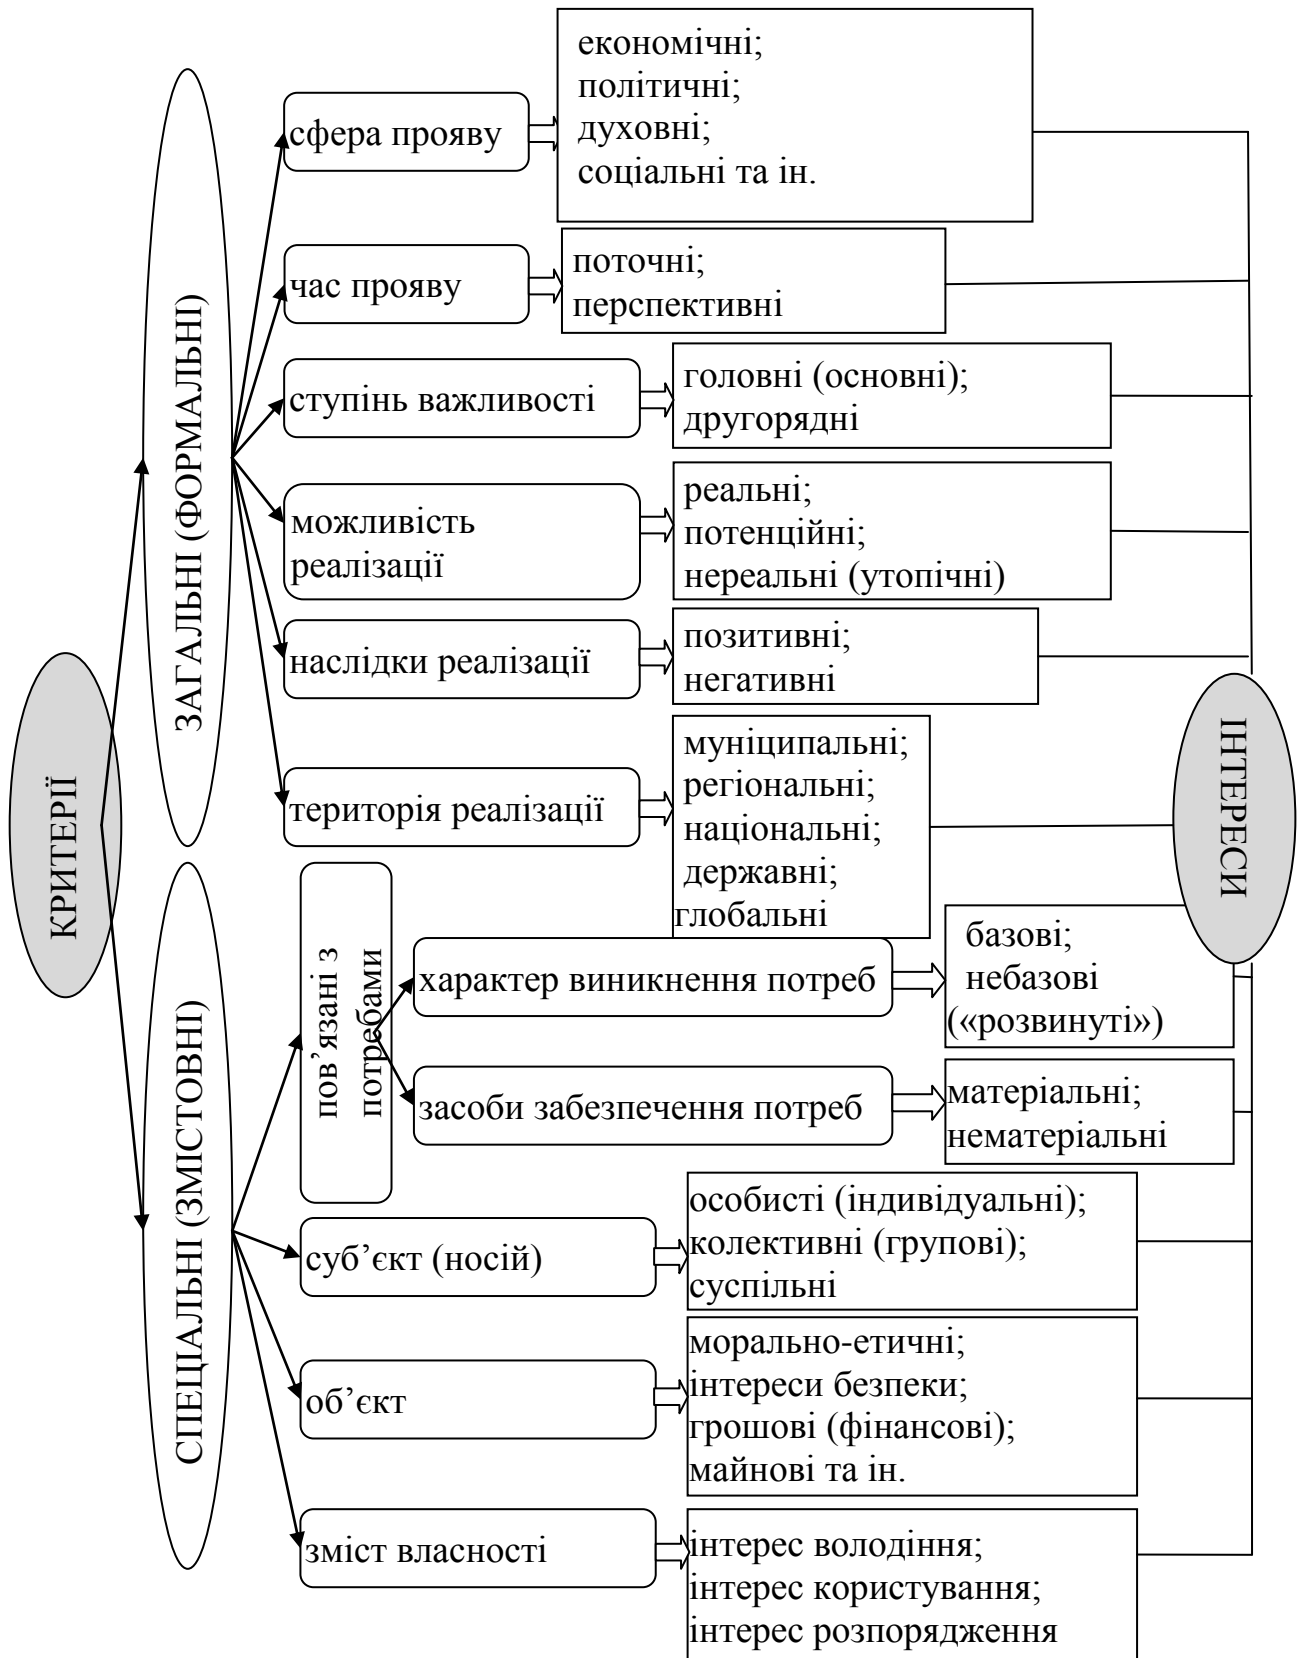 КРИТЕРІЇ
ЗАГАЛЬНІ (ФОРМАЛЬНІ)
сфера прояву
економічні;
політичні;
духовні;
соціальні та ін.
час прояву
поточні;
перспективні
ступінь важливості
головні (основні);
другорядні
можливість
реалізації
реальні;
потенційні;
нереальні (утопічні)
наслідки реалізації
позитивні;
негативні
територія реалізації
муніципальні;
регіональні;
національні;
державні;
глобальні
СПЕЦІАЛЬНІ (ЗМІСТОВНІ)
пов’язані з
потребами
характер виникнення потреб
базові;
небазові
(«розвинуті»)
засоби забезпечення потреб
матеріальні;
нематеріальні
суб’єкт (носій)
особисті (індивідуальні);
колективні (групові);
суспільні
об’єкт
морально-етичні;
інтереси безпеки;
грошові (фінансові);
майнові та ін.
зміст власності
інтерес володіння;
інтерес користування;
інтерес розпорядження
ІНТЕРЕСИ